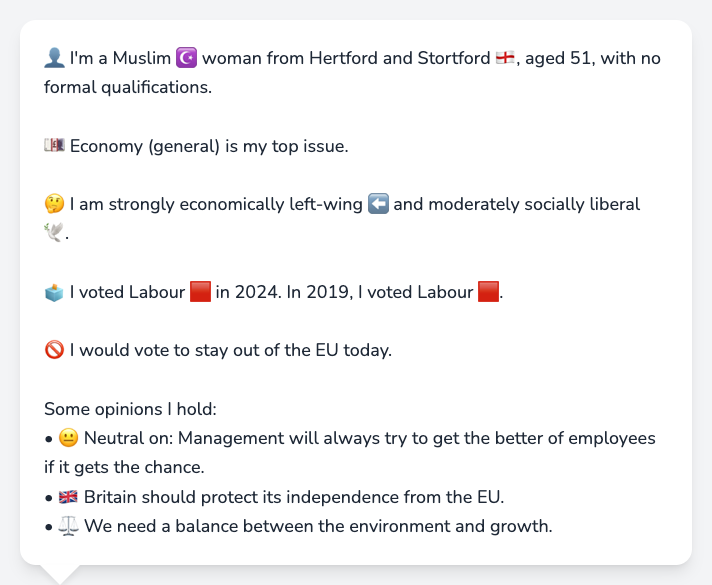 👤 I'm a Muslim ☪️ woman from Hertford and Stortford 🏴󠁧󠁢󠁥󠁮󠁧󠁿, aged 51, with no
formal qualifications.
💷 Economy (general) is my top issue.
🤔 I am strongly economically left-wing ⬅️ and moderately socially liberal
🕊️.
🗳️ I voted Labour 🟥 in 2024. In 2019, I voted Labour 🟥.
🚫 I would vote to stay out of the EU today.
Some opinions I hold:
• 😐 Neutral on: Management will always try to get the better of employees
if it gets the chance.
• 🇬🇧 Britain should protect its independence from the EU.
• ⚖️ We need a balance between the environment and growth.